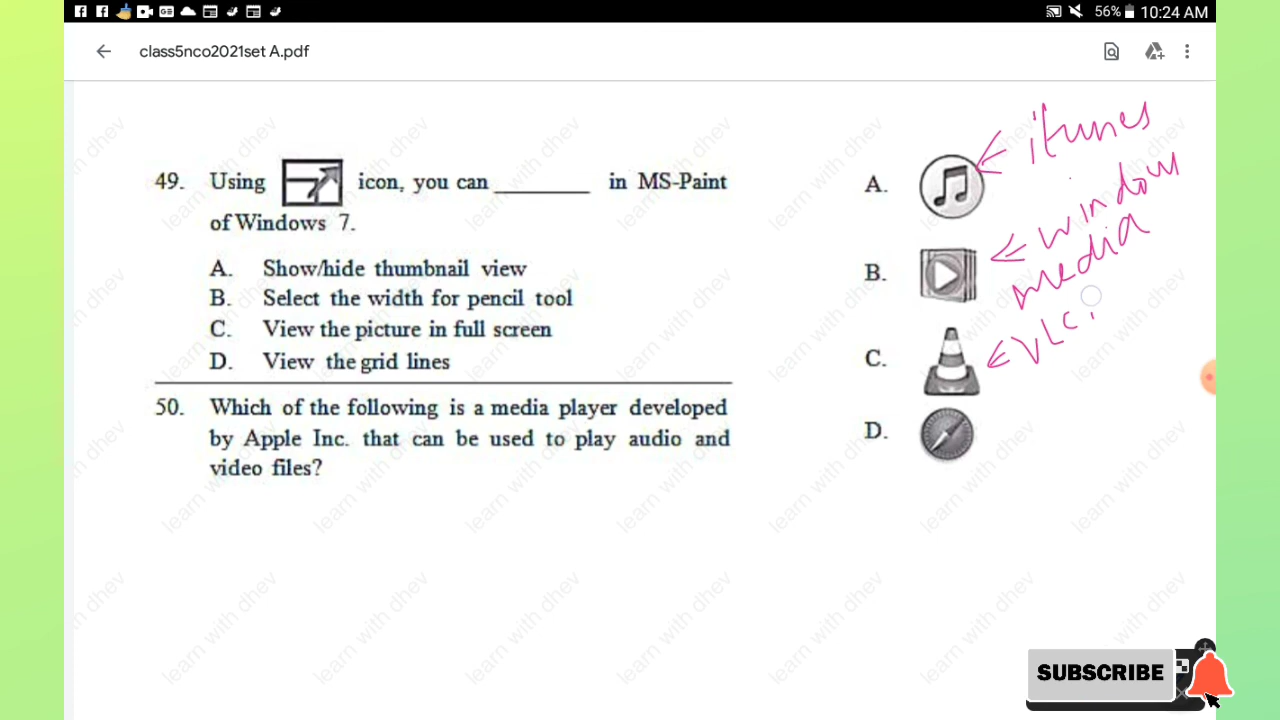 56% 10:24 AM
class5nco2021set A.pdf
49. Using icon, you can ________ in MS-Paint
of Windows 7.
A. Show/hide thumbnail view
B. Select the width for pencil tool
C. View the picture in full screen
D. View the grid lines
50. Which of the following is a media player developed
by Apple Inc. that can be used to play audio and
video files?
A.
itunes
B.
window
media
C.
VLC
D.
learn with dhev
SUBSCRIBE